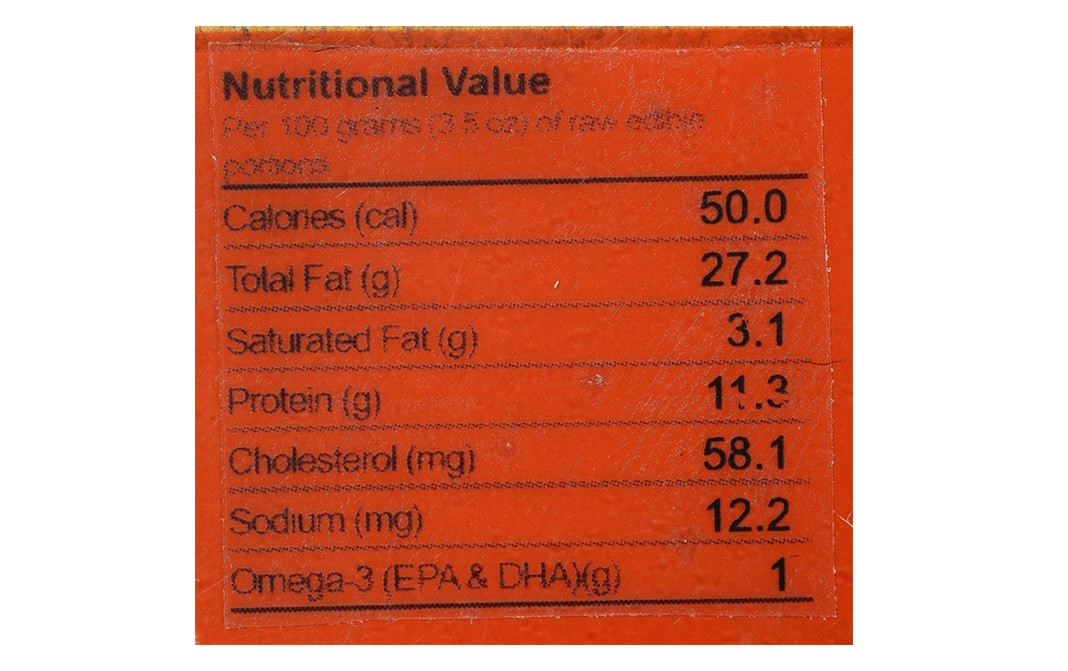 Nutritional Value
Per 100 grams (3.5 oz) of raw edible
portions
Calories (cal) 50.0
Total Fat (g) 27.2
Saturated Fat (g) 3.1
Protein (g) 11.3
Cholesterol (mg) 58.1
Sodium (mg) 12.2
Omega-3 (EPA & DHA)(g) 1